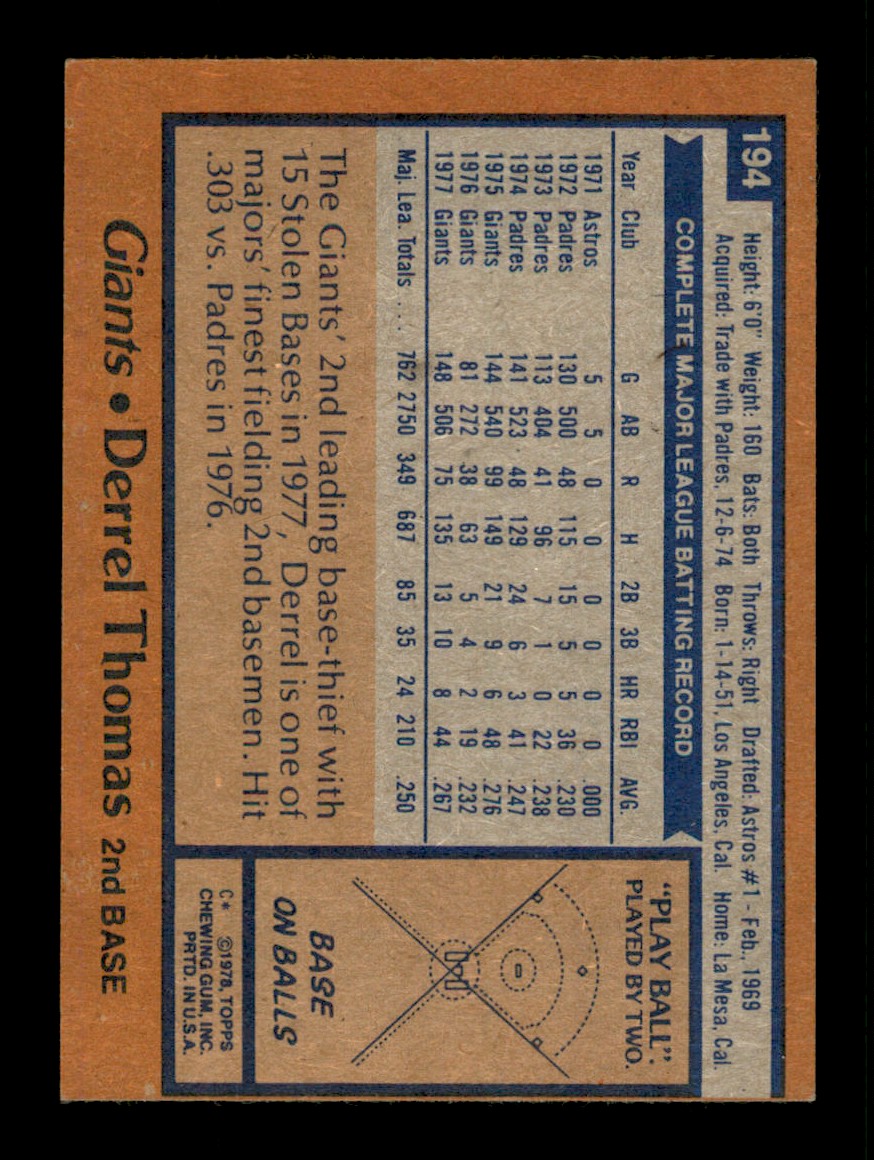 194
Height: 6'0" Weight: 160 Bats: Both Throws: Right Drafted: Astros #1 - Feb., 1969
Acquired: Trade with Padres, 12-6-74 Born: 1-14-51, Los Angeles, Cal. Home: La Mesa, Cal.
COMPLETE MAJOR LEAGUE BATTING RECORD
Year Club G AB R H 2B 3B HR RBI AVG.
1971 Astros 5 5 0 0 0 0 0 0 .000
1972 Padres 130 500 48 115 15 5 5 36 .230
1973 Padres 113 404 41 96 7 1 0 22 .238
1974 Padres 141 523 48 129 24 6 3 41 .247
1975 Giants 144 540 99 149 21 9 6 48 .276
1976 Giants 81 272 38 63 5 4 2 19 .232
1977 Giants 148 506 75 135 13 10 8 44 .267
Maj. Lea. Totals .... 762 2750 349 687 85 35 24 210 .250
The Giants' 2nd leading base-thief with
15 Stolen Bases in 1977, Derrel is one of
majors' finest fielding 2nd basemen. Hit
.303 vs. Padres in 1976.
"PLAY BALL":
PLAYED BY TWO.
BASE
ON BALLS
C* ©1978, TOPPS
CHEWING GUM, INC.
PRTD. IN U.S.A.
Giants • Derrel Thomas 2nd BASE